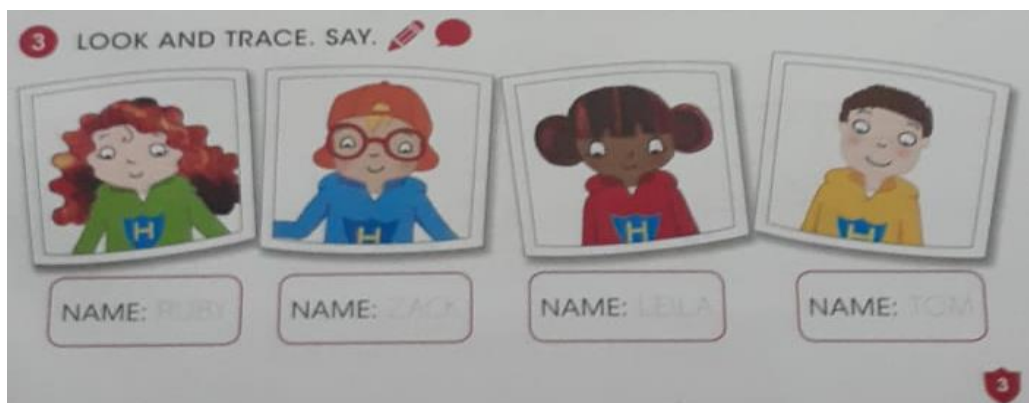 3 LOOK AND TRACE. SAY.
H H H H
NAME: RUBY NAME: ZACK NAME: LEILA NAME: TOM
3